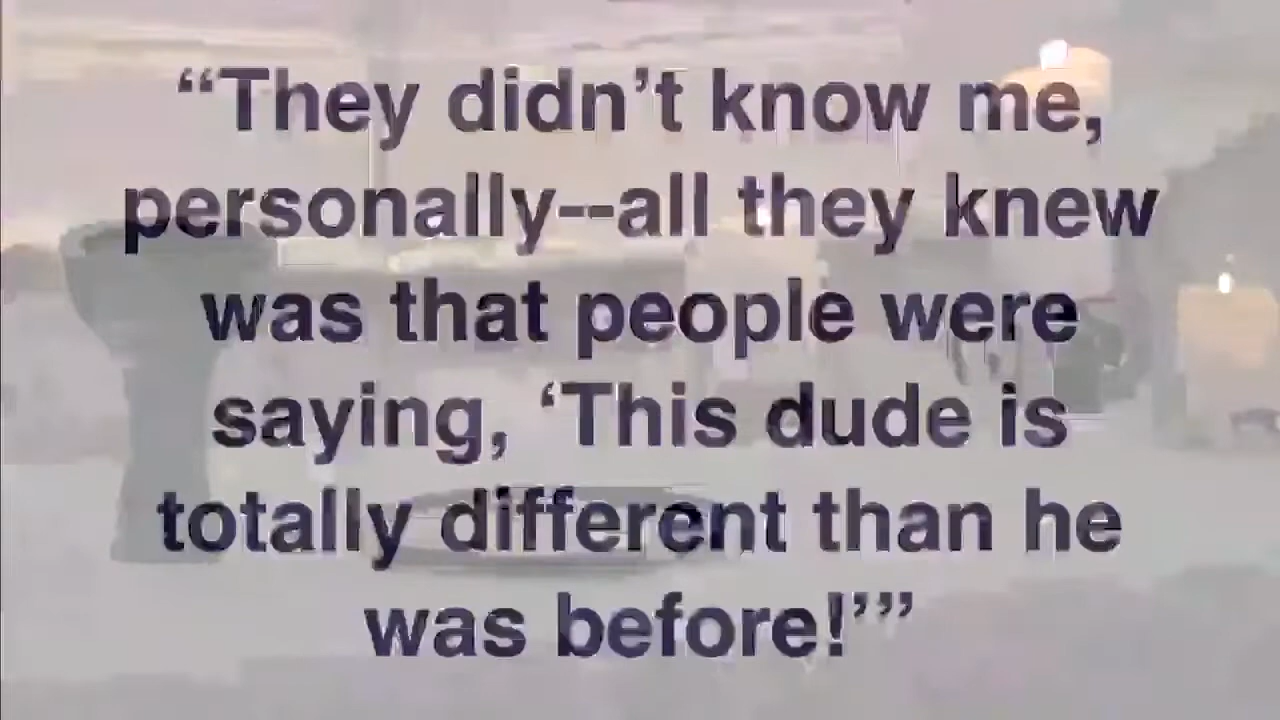 “They didn’t know me,
personally--all they knew
was that people were
saying, ‘This dude is
totally different than he
was before!’”